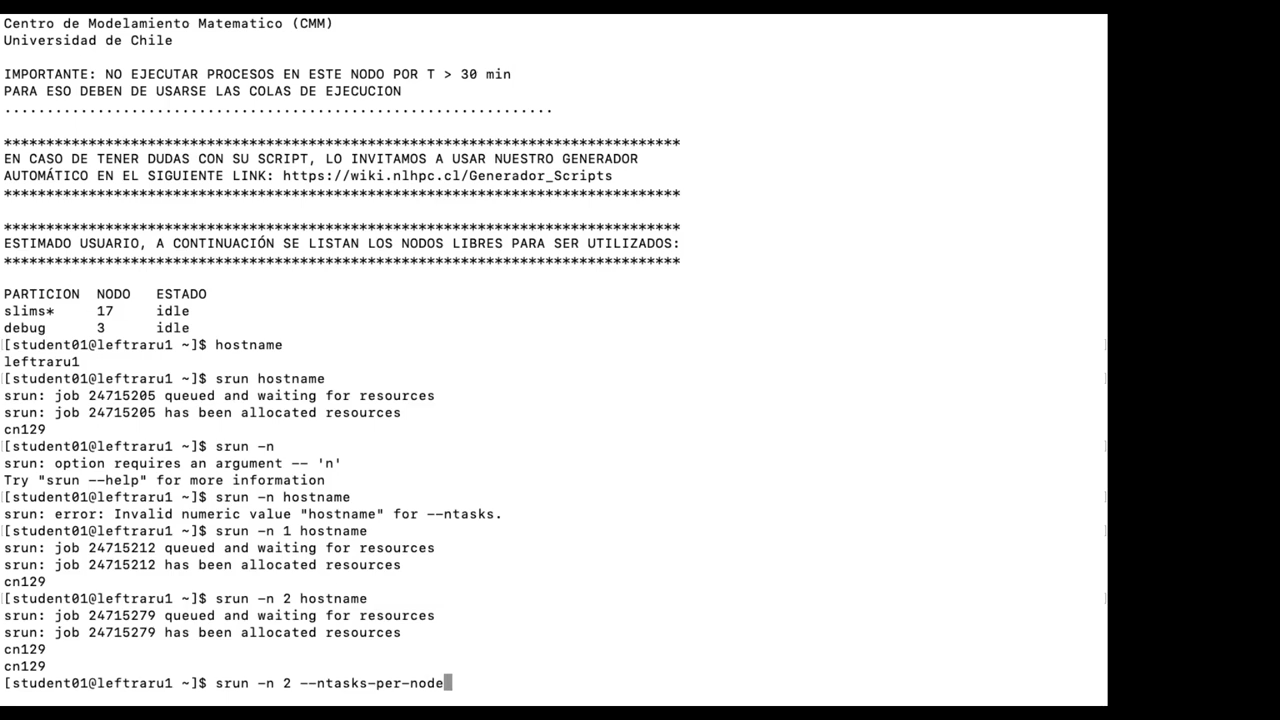 Centro de Modelamiento Matematico (CMM)
Universidad de Chile
IMPORTANTE: NO EJECUTAR PROCESOS EN ESTE NODO POR T > 30 min
PARA ESO DEBEN DE USARSE LAS COLAS DE EJECUCION
................................................................
********************************************************************************
EN CASO DE TENER DUDAS CON SU SCRIPT, LO INVITAMOS A USAR NUESTRO GENERADOR
AUTOMÁTICO EN EL SIGUIENTE LINK: https://wiki.nlhpc.cl/Generador_Scripts
********************************************************************************
********************************************************************************
ESTIMADO USUARIO, A CONTINUACIÓN SE LISTAN LOS NODOS LIBRES PARA SER UTILIZADOS:
********************************************************************************
PARTICION  NODO   ESTADO
slims*     17     idle
debug      3      idle
[student01@leftraru1 ~]$ hostname
leftraru1
[student01@leftraru1 ~]$ srun hostname
srun: job 24715205 queued and waiting for resources
srun: job 24715205 has been allocated resources
cn129
[student01@leftraru1 ~]$ srun -n
srun: option requires an argument -- 'n'
Try "srun --help" for more information
[student01@leftraru1 ~]$ srun -n hostname
srun: error: Invalid numeric value "hostname" for --ntasks.
[student01@leftraru1 ~]$ srun -n 1 hostname
srun: job 24715212 queued and waiting for resources
srun: job 24715212 has been allocated resources
cn129
[student01@leftraru1 ~]$ srun -n 2 hostname
srun: job 24715279 queued and waiting for resources
srun: job 24715279 has been allocated resources
cn129
cn129
[student01@leftraru1 ~]$ srun -n 2 --ntasks-per-node